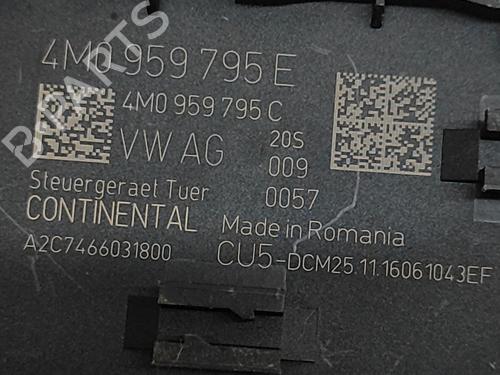 4M0 959 795 E
4M0 959 795 C
VW AG
20S
009
Steuergeraet Tuer
0057
CONTINENTAL
Made in Romania
A2C7466031800
CU5-DCM25.11.16061043EF
B-PARTS